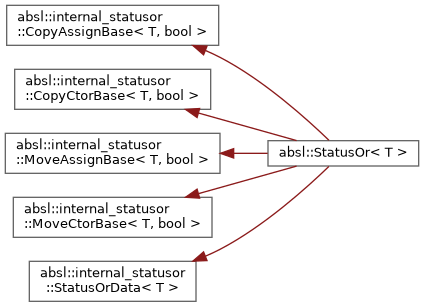 absl::internal_statusor
::CopyAssignBase< T, bool >
absl::internal_statusor
::CopyCtorBase< T, bool >
absl::internal_statusor
::MoveAssignBase< T, bool >
absl::StatusOr< T >
absl::internal_statusor
::MoveCtorBase< T, bool >
absl::internal_statusor
::StatusOrData< T >